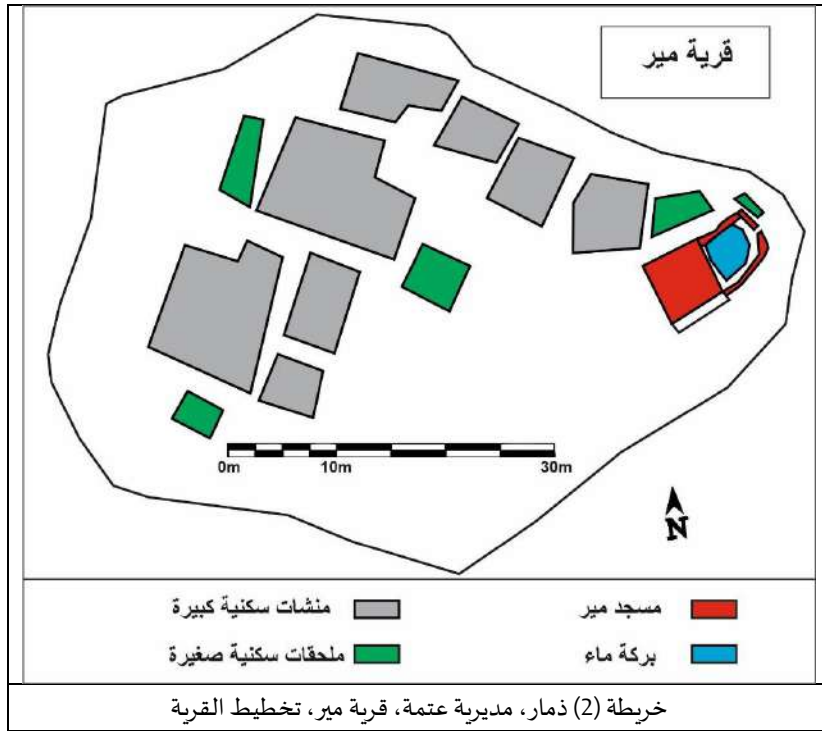 قرية مير
0m 10m 30m
N
مسجد مير
منشات سكنية كبيرة
بركة ماء
ملحقات سكنية صغيرة
خريطة (2) ذمار، مديرية عتمة، قرية مير، تخطيط القرية